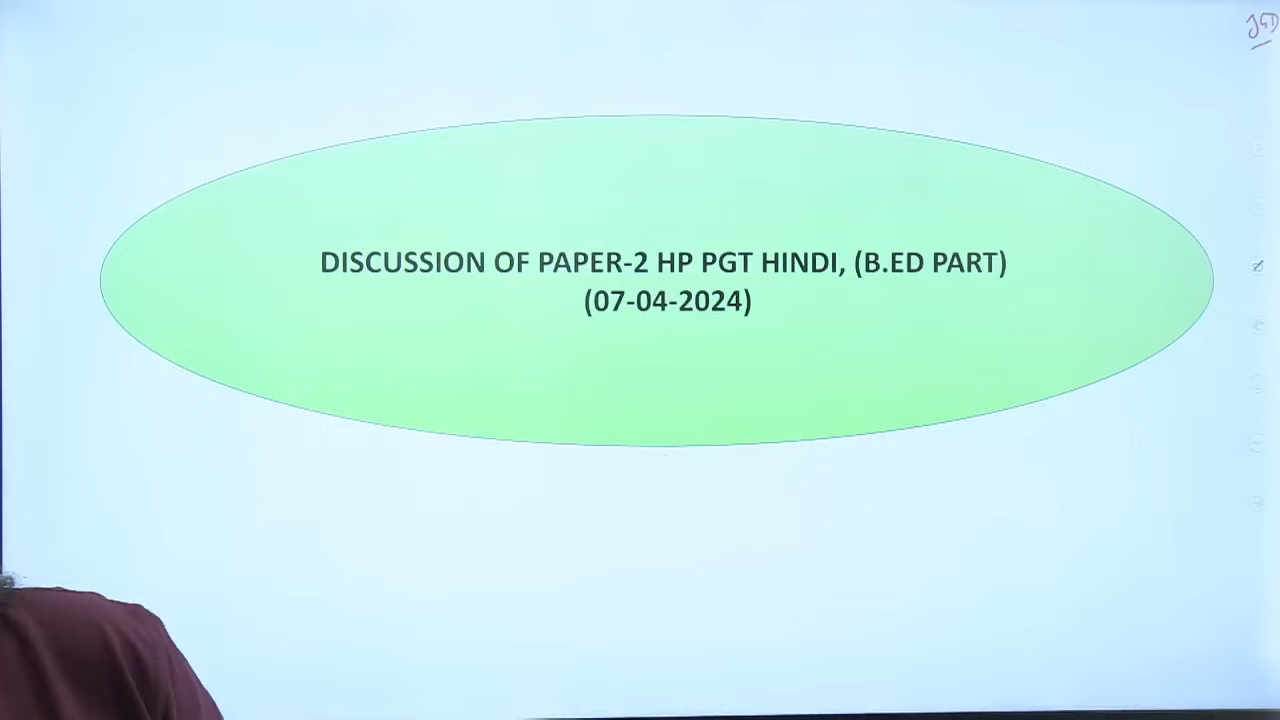 DISCUSSION OF PAPER-2 HP PGT HINDI, (B.ED PART)
(07-04-2024)